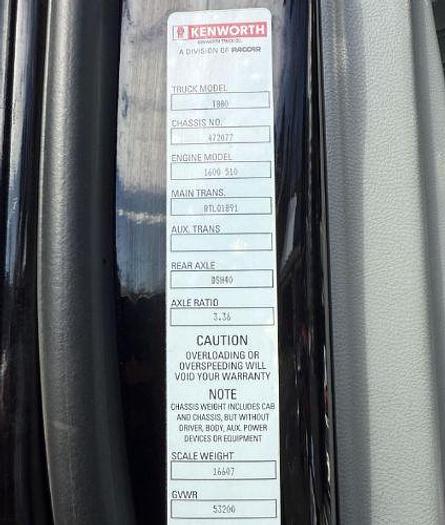 KENWORTH
KENWORTH TRUCK CO.
A DIVISION OF PACCAR
TRUCK MODEL
T880
CHASSIS NO.
472077
ENGINE MODEL
1600 510
MAIN TRANS.
RTLO1891
AUX. TRANS
REAR AXLE
DSH40
AXLE RATIO
3.36
CAUTION
OVERLOADING OR
OVERSPEEDING WILL
VOID YOUR WARRANTY
NOTE
CHASSIS WEIGHT INCLUDES CAB
AND CHASSIS, BUT WITHOUT
DRIVER, BODY, AUX. POWER
DEVICES OR EQUIPMENT
SCALE WEIGHT
16607
GVWR
53200